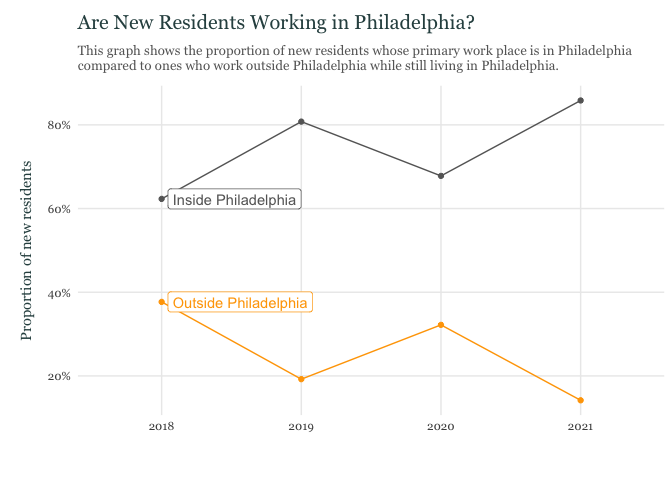 Are New Residents Working in Philadelphia?
This graph shows the proportion of new residents whose primary work place is in Philadelphia
compared to ones who work outside Philadelphia while still living in Philadelphia.
Proportion of new residents
80%
60%
40%
20%
Inside Philadelphia
Outside Philadelphia
2018
2019
2020
2021